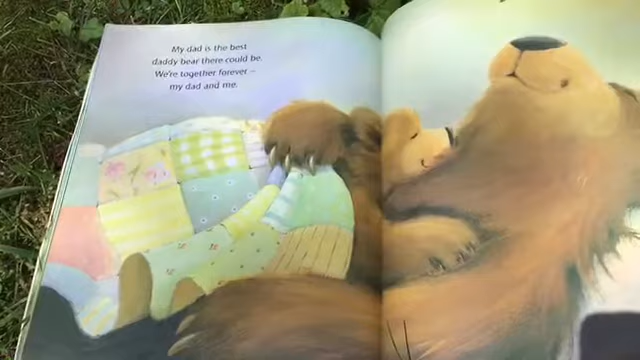 My dad is the best
daddy bear there could be.
We're together forever –
my dad and me.